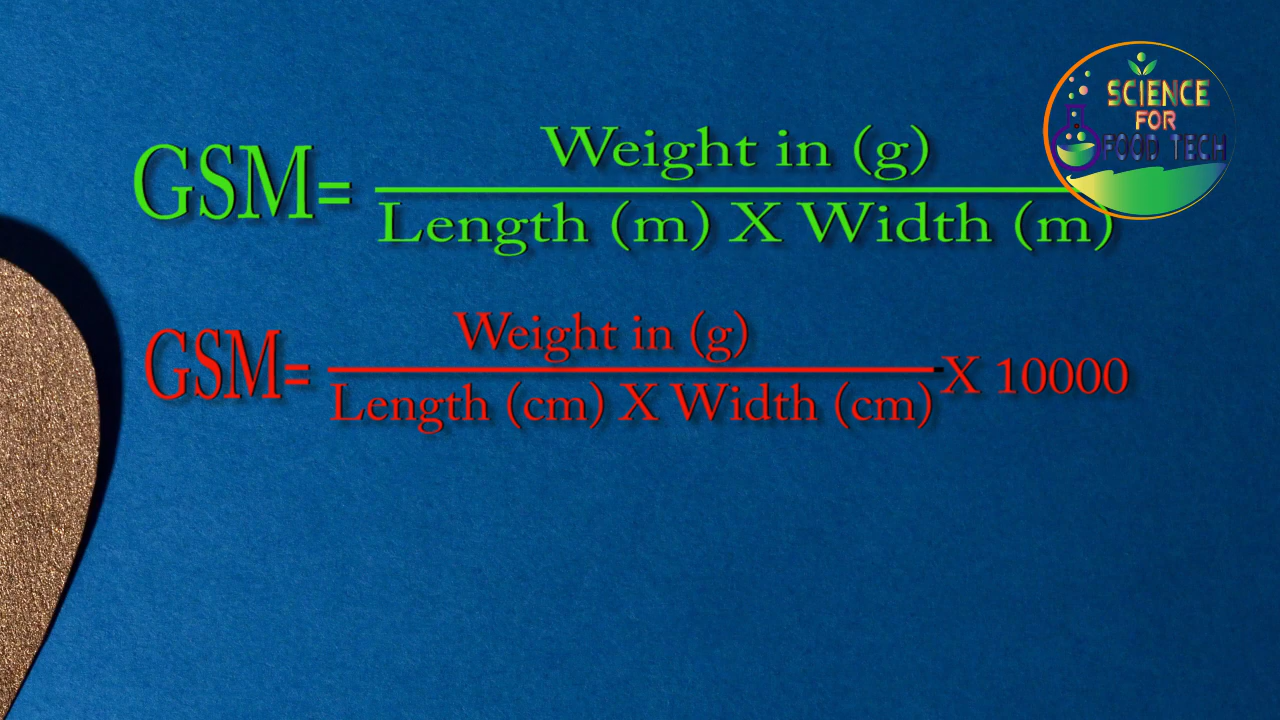 SCIENCE
FOR
FOOD TECH
GSM= Weight in (g)
Length (m) X Width (m)
GSM= Weight in (g)
Length (cm) X Width (cm) X 10000